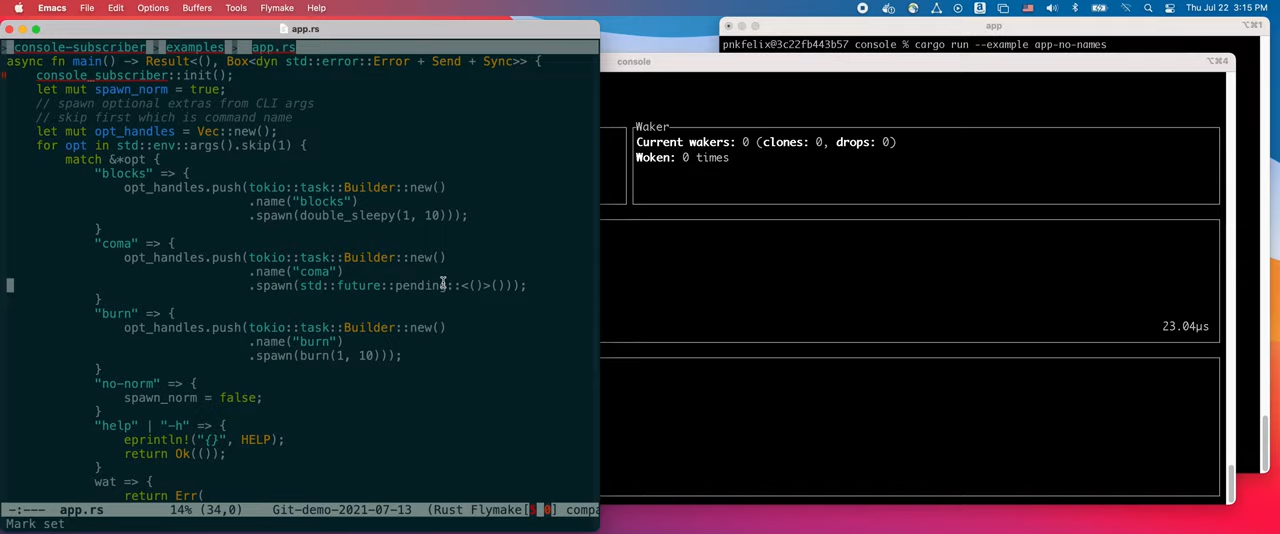 Emacs File Edit Options Buffers Tools Flymake Help
Thu Jul 22 3:15 PM
app.rs
> console-subscriber > examples > app.rs
async fn main() -> Result<(), Box<dyn std::error::Error + Send + Sync>> {
    console_subscriber::init();
    let mut spawn_norm = true;
    // spawn optional extras from CLI args
    // skip first which is command name
    let mut opt_handles = Vec::new();
    for opt in std::env::args().skip(1) {
        match &*opt {
            "blocks" => {
                opt_handles.push(tokio::task::Builder::new()
                                 .name("blocks")
                                 .spawn(double_sleepy(1, 10)));
            }
            "coma" => {
                opt_handles.push(tokio::task::Builder::new()
                                 .name("coma")
                                 .spawn(std::future::pending::<()>()));
            }
            "burn" => {
                opt_handles.push(tokio::task::Builder::new()
                                 .name("burn")
                                 .spawn(burn(1, 10)));
            }
            "no-norm" => {
                spawn_norm = false;
            }
            "help" | "-h" => {
                eprintln!("{}", HELP);
                return Ok(());
            }
            wat => {
                return Err(
-:--- app.rs 14% (34,0) Git-demo-2021-07-13 (Rust Flymake[5 0] compa
Mark set
app
⌥⌘1
pnkfelix@3c22fb443b57 console % cargo run --example app-no-names
console
⌥⌘4
Waker
Current wakers: 0 (clones: 0, drops: 0)
Woken: 0 times
23.04µs